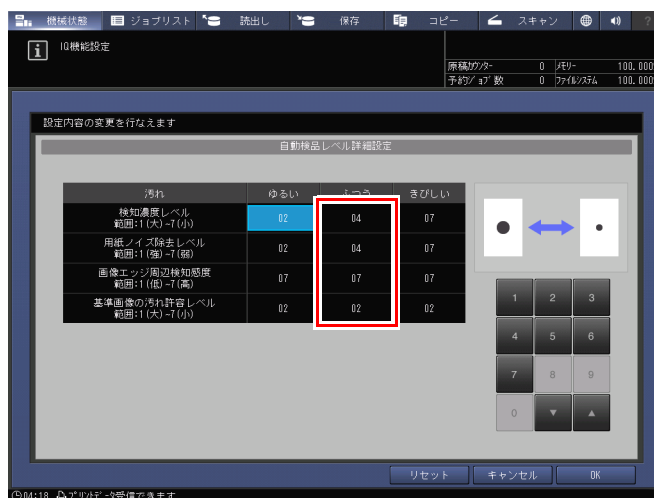 機械状態 ジョブリスト 読出し 保存 コピー スキャン ?
IQ機能設定
原稿カウンター 0 メモリー 100.000
予約ジョブ数 0 ファイルシステム 100.000
設定内容の変更を行なえます
自動検品レベル詳細設定
汚れ ゆるい ふつう きびしい
検知濃度レベル
範囲:1(大)-7(小) 02 04 07
用紙ノイズ除去レベル
範囲:1(強)-7(弱) 02 04 07
画像エッジ周辺検知感度
範囲:1(低)-7(高) 07 07 07
基準画像の汚れ許容レベル
範囲:1(大)-7(小) 02 02 02
1 2 3
4 5 6
7 8 9
0 ▼ ▲
リセット キャンセル OK
04:18 プリントデータ受信できます